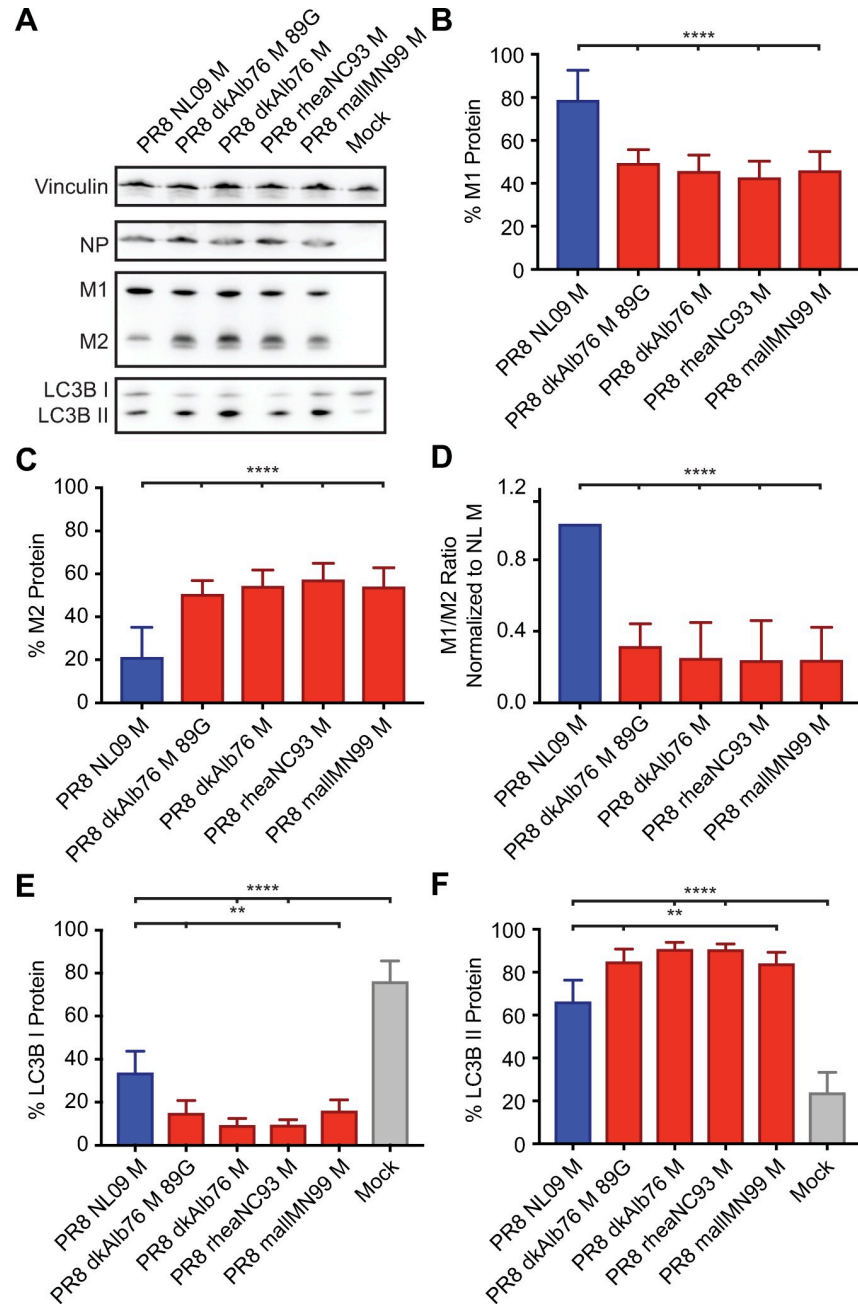 A
PR8 NL09 M
PR8 dkAlb76 M 89G
PR8 dkAlb76 M
PR8 rheaNC93 M
PR8 mallMN99 M
Mock
Vinculin
NP
M1
M2
LC3B I
LC3B II
B
****
% M1 Protein
100
80
60
40
20
0
PR8 NL09 M
PR8 dkAlb76 M 89G
PR8 dkAlb76 M
PR8 rheaNC93 M
PR8 mallMN99 M
C
****
% M2 Protein
100
80
60
40
20
0
PR8 NL09 M
PR8 dkAlb76 M 89G
PR8 dkAlb76 M
PR8 rheaNC93 M
PR8 mallMN99 M
D
****
M1/M2 Ratio
Normalized to NL M
1.2
0.8
0.4
0.0
PR8 NL09 M
PR8 dkAlb76 M 89G
PR8 dkAlb76 M
PR8 rheaNC93 M
PR8 mallMN99 M
E
****
**
% LC3B I Protein
100
80
60
40
20
0
PR8 NL09 M
PR8 dkAlb76 M 89G
PR8 dkAlb76 M
PR8 rheaNC93 M
PR8 mallMN99 M
Mock
F
****
**
% LC3B II Protein
100
80
60
40
20
0
PR8 NL09 M
PR8 dkAlb76 M 89G
PR8 dkAlb76 M
PR8 rheaNC93 M
PR8 mallMN99 M
Mock